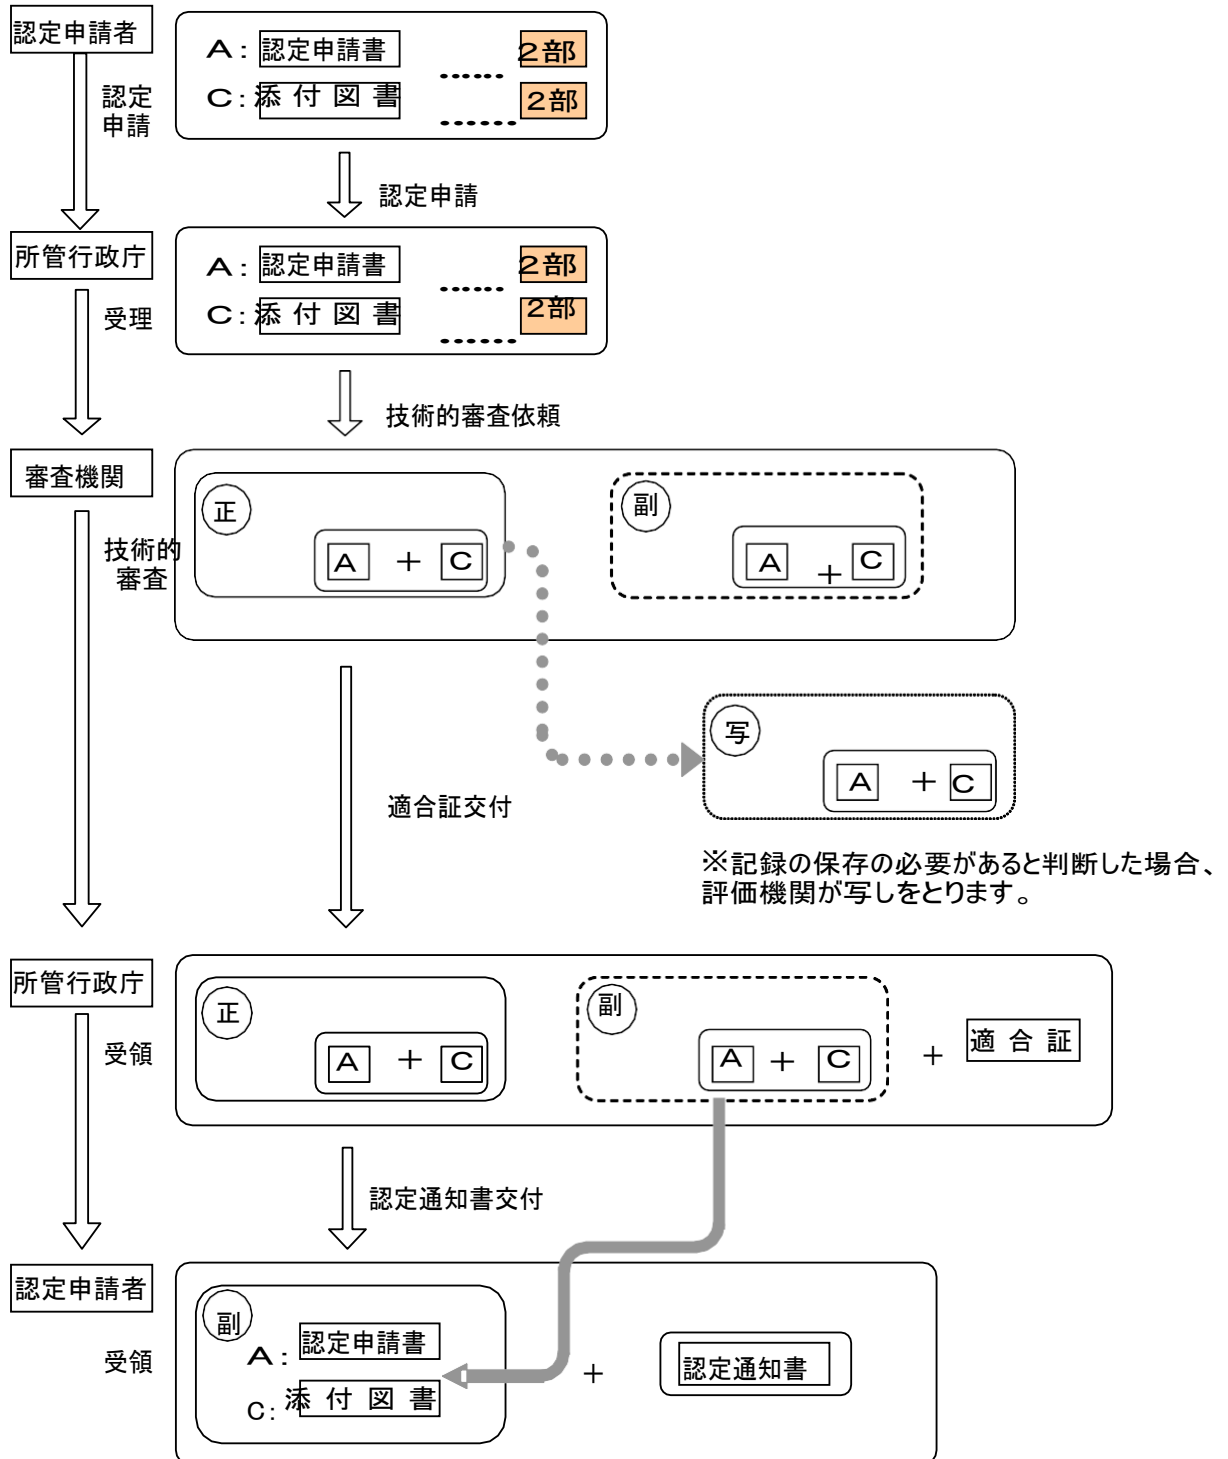 認定申請者
A:認定申請書 ‥‥‥ 2部
認定
申請
C:添付図書 ‥‥‥ 2部
認定申請
所管行政庁
A:認定申請書 ‥‥‥ 2部
受理
C:添付図書 ‥‥‥ 2部
技術的審査依頼
審査機関
正
副
技術的
審査
A + C
A + C
写
A + C
適合証交付
※記録の保存の必要があると判断した場合、
評価機関が写しをとります。
所管行政庁
正
副
受領
A + C
A + C
+ 適合証
認定通知書交付
認定申請者
副
受領
A:認定申請書
C:添付図書
+ 認定通知書